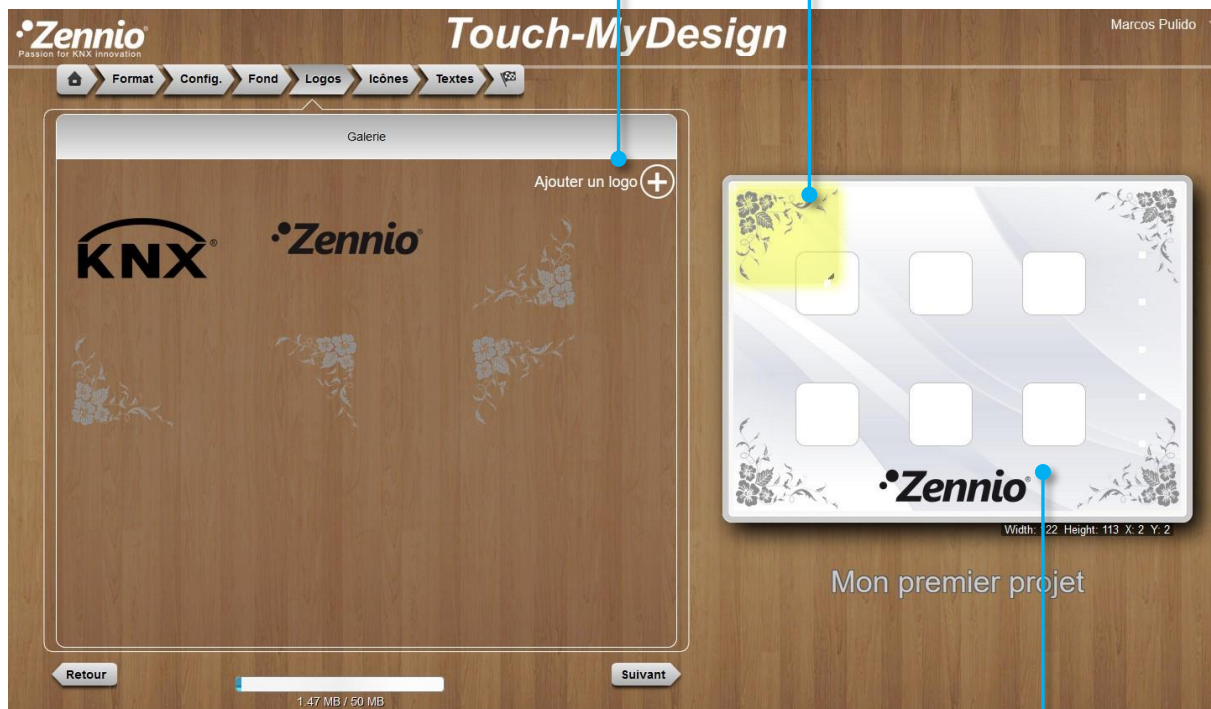 Zennio®
Passion for KNX innovation
Touch-MyDesign
Marcos Pulido
Format
Config.
Fond
Logos
Icônes
Textes
Galerie
Ajouter un logo
KNX®
Zennio®
Zennio®
Height: 113 X: 2 Y: 2
Mon premier projet
Retour
Suivant
1.47 MB / 50 MB